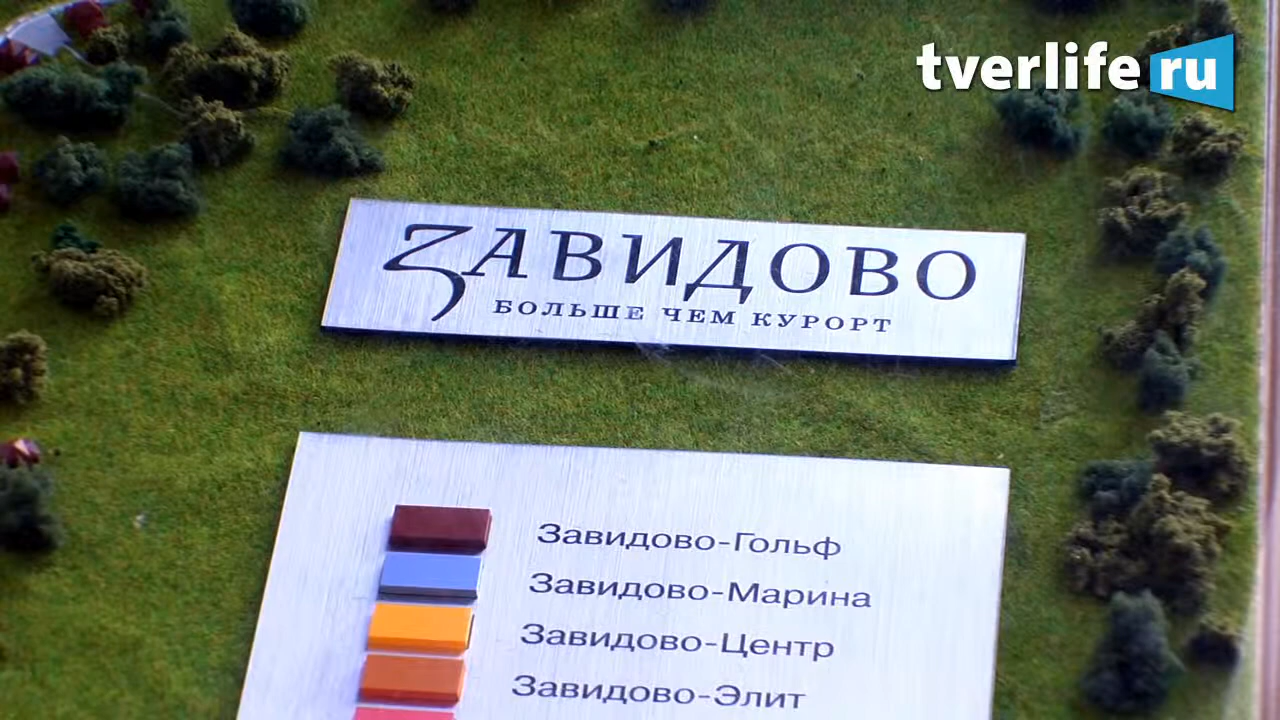 tverlife ru
ЗАВИДОВО
БОЛЬШЕ ЧЕМ КУРОРТ
Завидово-Гольф
Завидово-Марина
Завидово-Центр
Завидово-Элит